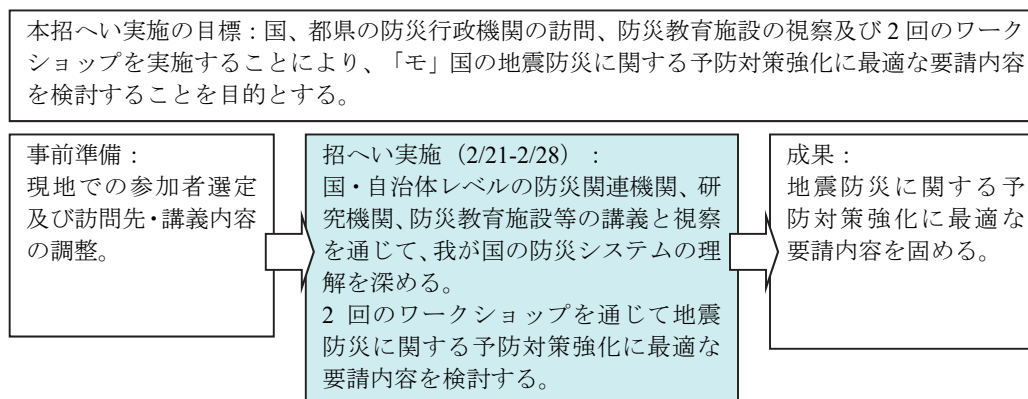 本招へい実施の目標：国、都県の防災行政機関の訪問、防災教育施設の視察及び 2 回のワーク
ショップを実施することにより、「モ」国の地震防災に関する予防対策強化に最適な要請内容
を検討することを目的とする。
事前準備：
現地での参加者選定
及び訪問先・講義内容
の調整。
招へい実施（2/21-2/28）：
国・自治体レベルの防災関連機関、研
究機関、防災教育施設等の講義と視察
を通じて、我が国の防災システムの理
解を深める。
2 回のワークショップを通じて地震
防災に関する予防対策強化に最適な
要請内容を検討する。
成果：
地震防災に関する予
防対策強化に最適な
要請内容を固める。